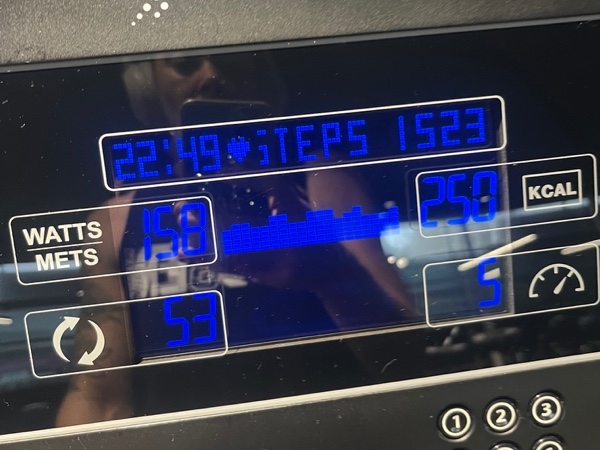 22:49 ♥ STEPS 1523
WATTS
METS
158
250
KCAL
53
5
1 2 3